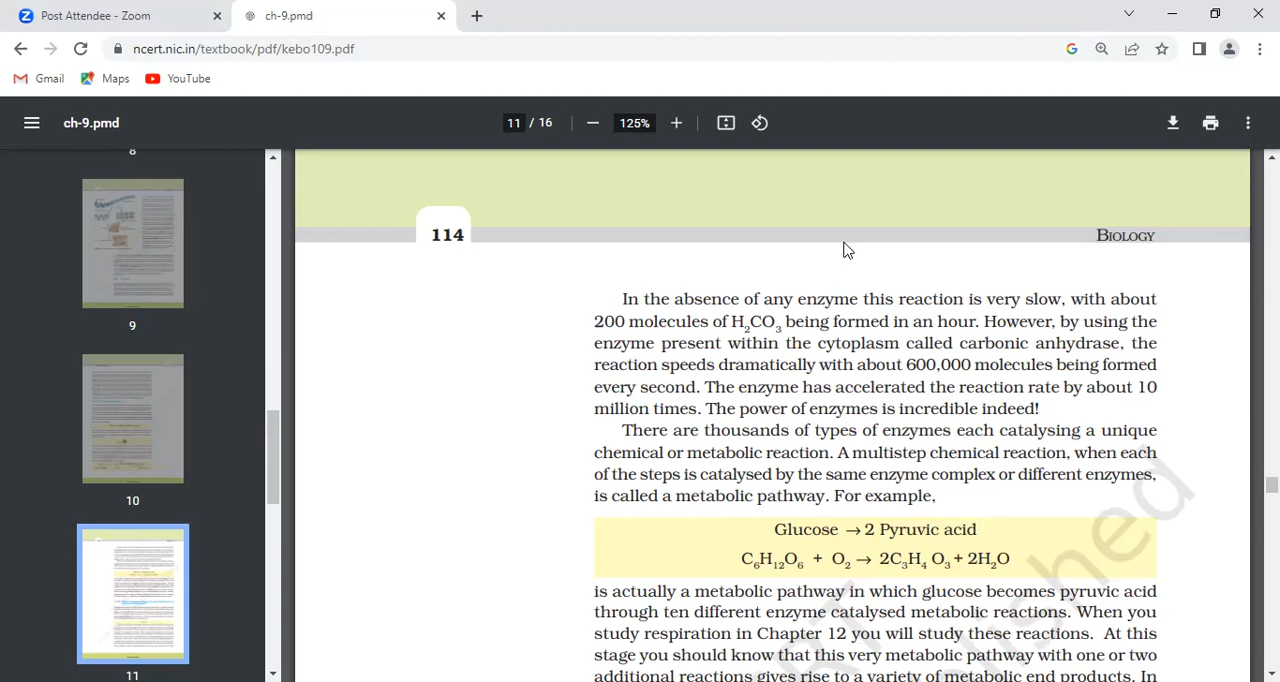 Post Attendee - Zoom
ch-9.pmd
ncert.nic.in/textbook/pdf/kebo109.pdf
Gmail Maps YouTube
ch-9.pmd 11 / 16 125%
8
9
10
11
114 BIOLOGY
In the absence of any enzyme this reaction is very slow, with about
200 molecules of H2CO3 being formed in an hour. However, by using the
enzyme present within the cytoplasm called carbonic anhydrase, the
reaction speeds dramatically with about 600,000 molecules being formed
every second. The enzyme has accelerated the reaction rate by about 10
million times. The power of enzymes is incredible indeed!
There are thousands of types of enzymes each catalysing a unique
chemical or metabolic reaction. A multistep chemical reaction, when each
of the steps is catalysed by the same enzyme complex or different enzymes,
is called a metabolic pathway. For example,
Glucose → 2 Pyruvic acid
C6H12O6 + O2 → 2C3H4 O3 + 2H2O
is actually a metabolic pathway in which glucose becomes pyruvic acid
through ten different enzyme catalysed metabolic reactions. When you
study respiration in Chapter 12 you will study these reactions. At this
stage you should know that this very metabolic pathway with one or two
additional reactions gives rise to a variety of metabolic end products. In